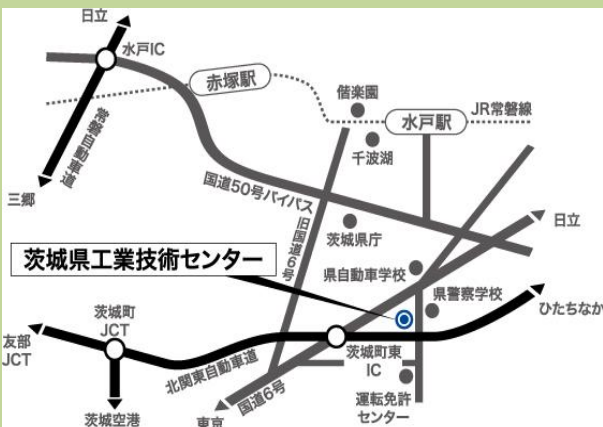 日立
水戸IC
赤塚駅
偕楽園
水戸駅
JR常磐線
常磐自動車道
千波湖
三郷
国道50号バイパス
旧国道6号
茨城県庁
日立
茨城県工業技術センター
県自動車学校
県警察学校
ひたちなか
茨城町
JCT
友部
JCT
北関東自動車道
茨城町東
IC
国道6号
運転免許
センター
茨城空港
東京